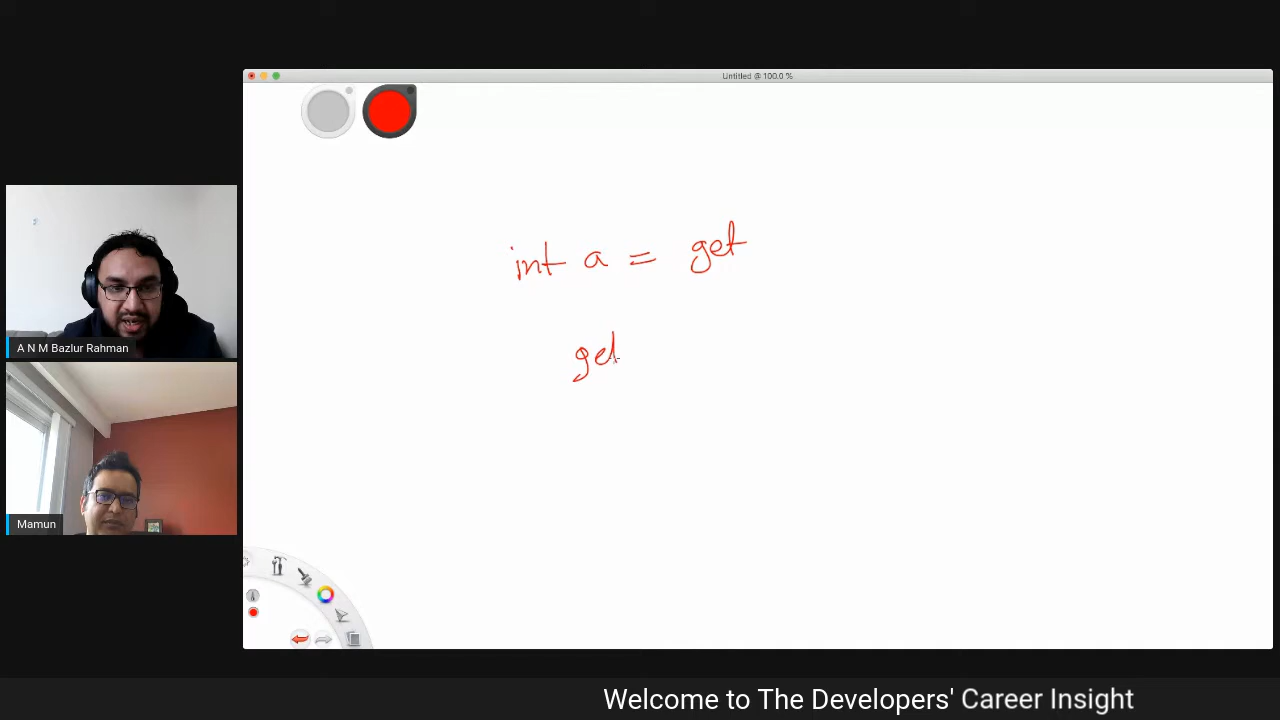 Untitled @ 100.0 %
int a = get
get
A N M Bazlur Rahman
Mamun
Welcome to The Developers' Career Insight